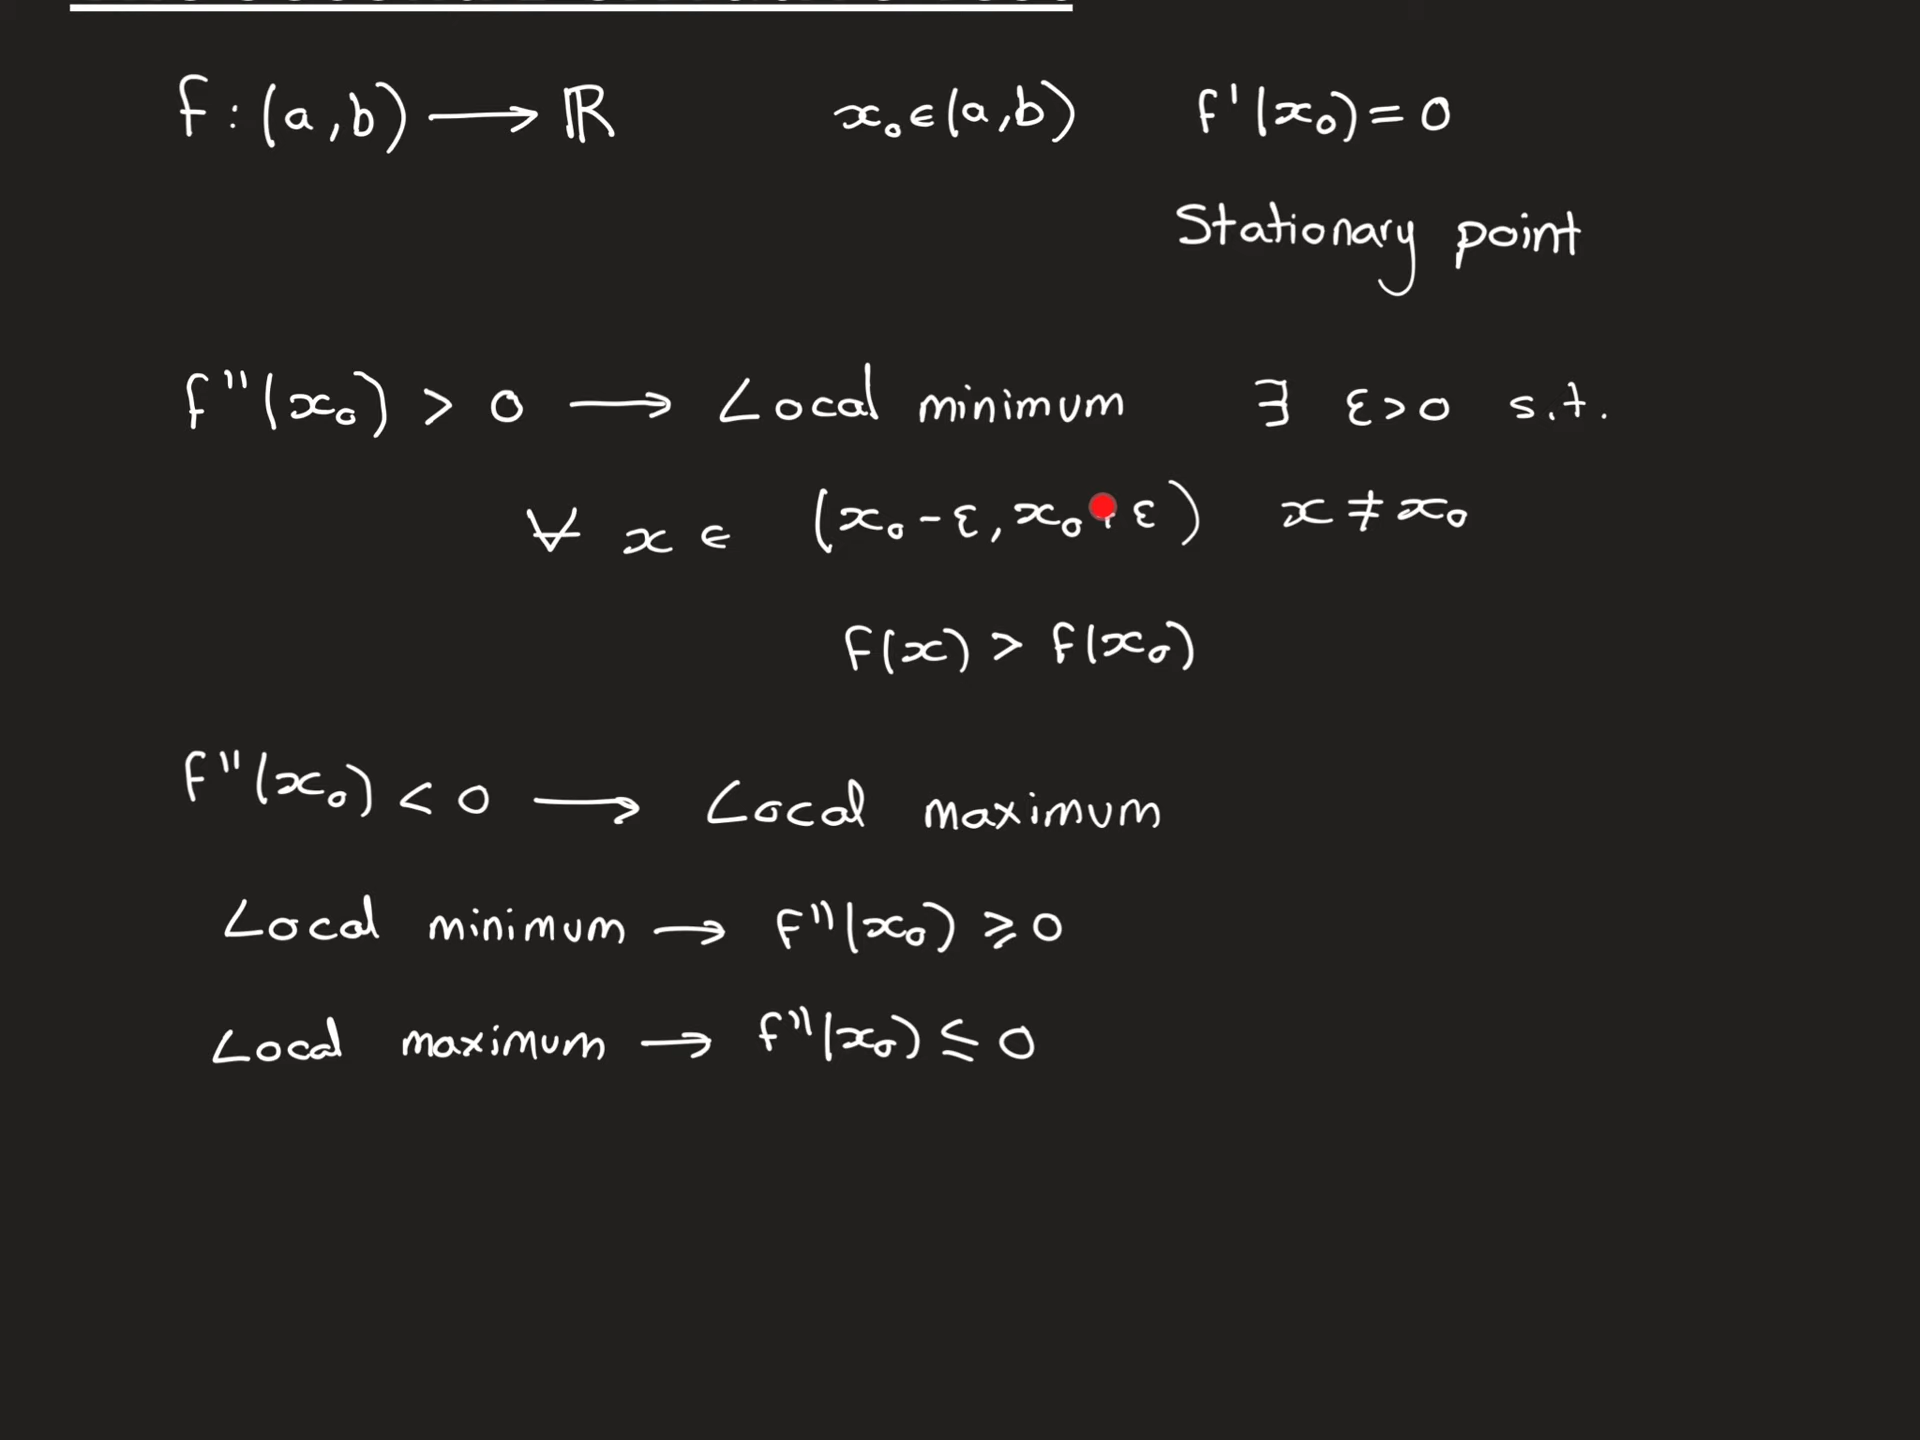 f : (a,b) ⟶ ℝ x₀ ∈ (a,b) f'(x₀) = 0
Stationary point
f''(x₀) > 0 ⟶ Local minimum ∃ ε>0 s.t.
∀ x ∈ (x₀-ε, x₀+ε) x ≠ x₀
f(x) > f(x₀)
f''(x₀) < 0 ⟶ Local maximum
Local minimum → f''(x₀) ⩾ 0
Local maximum → f''(x₀) ≤ 0